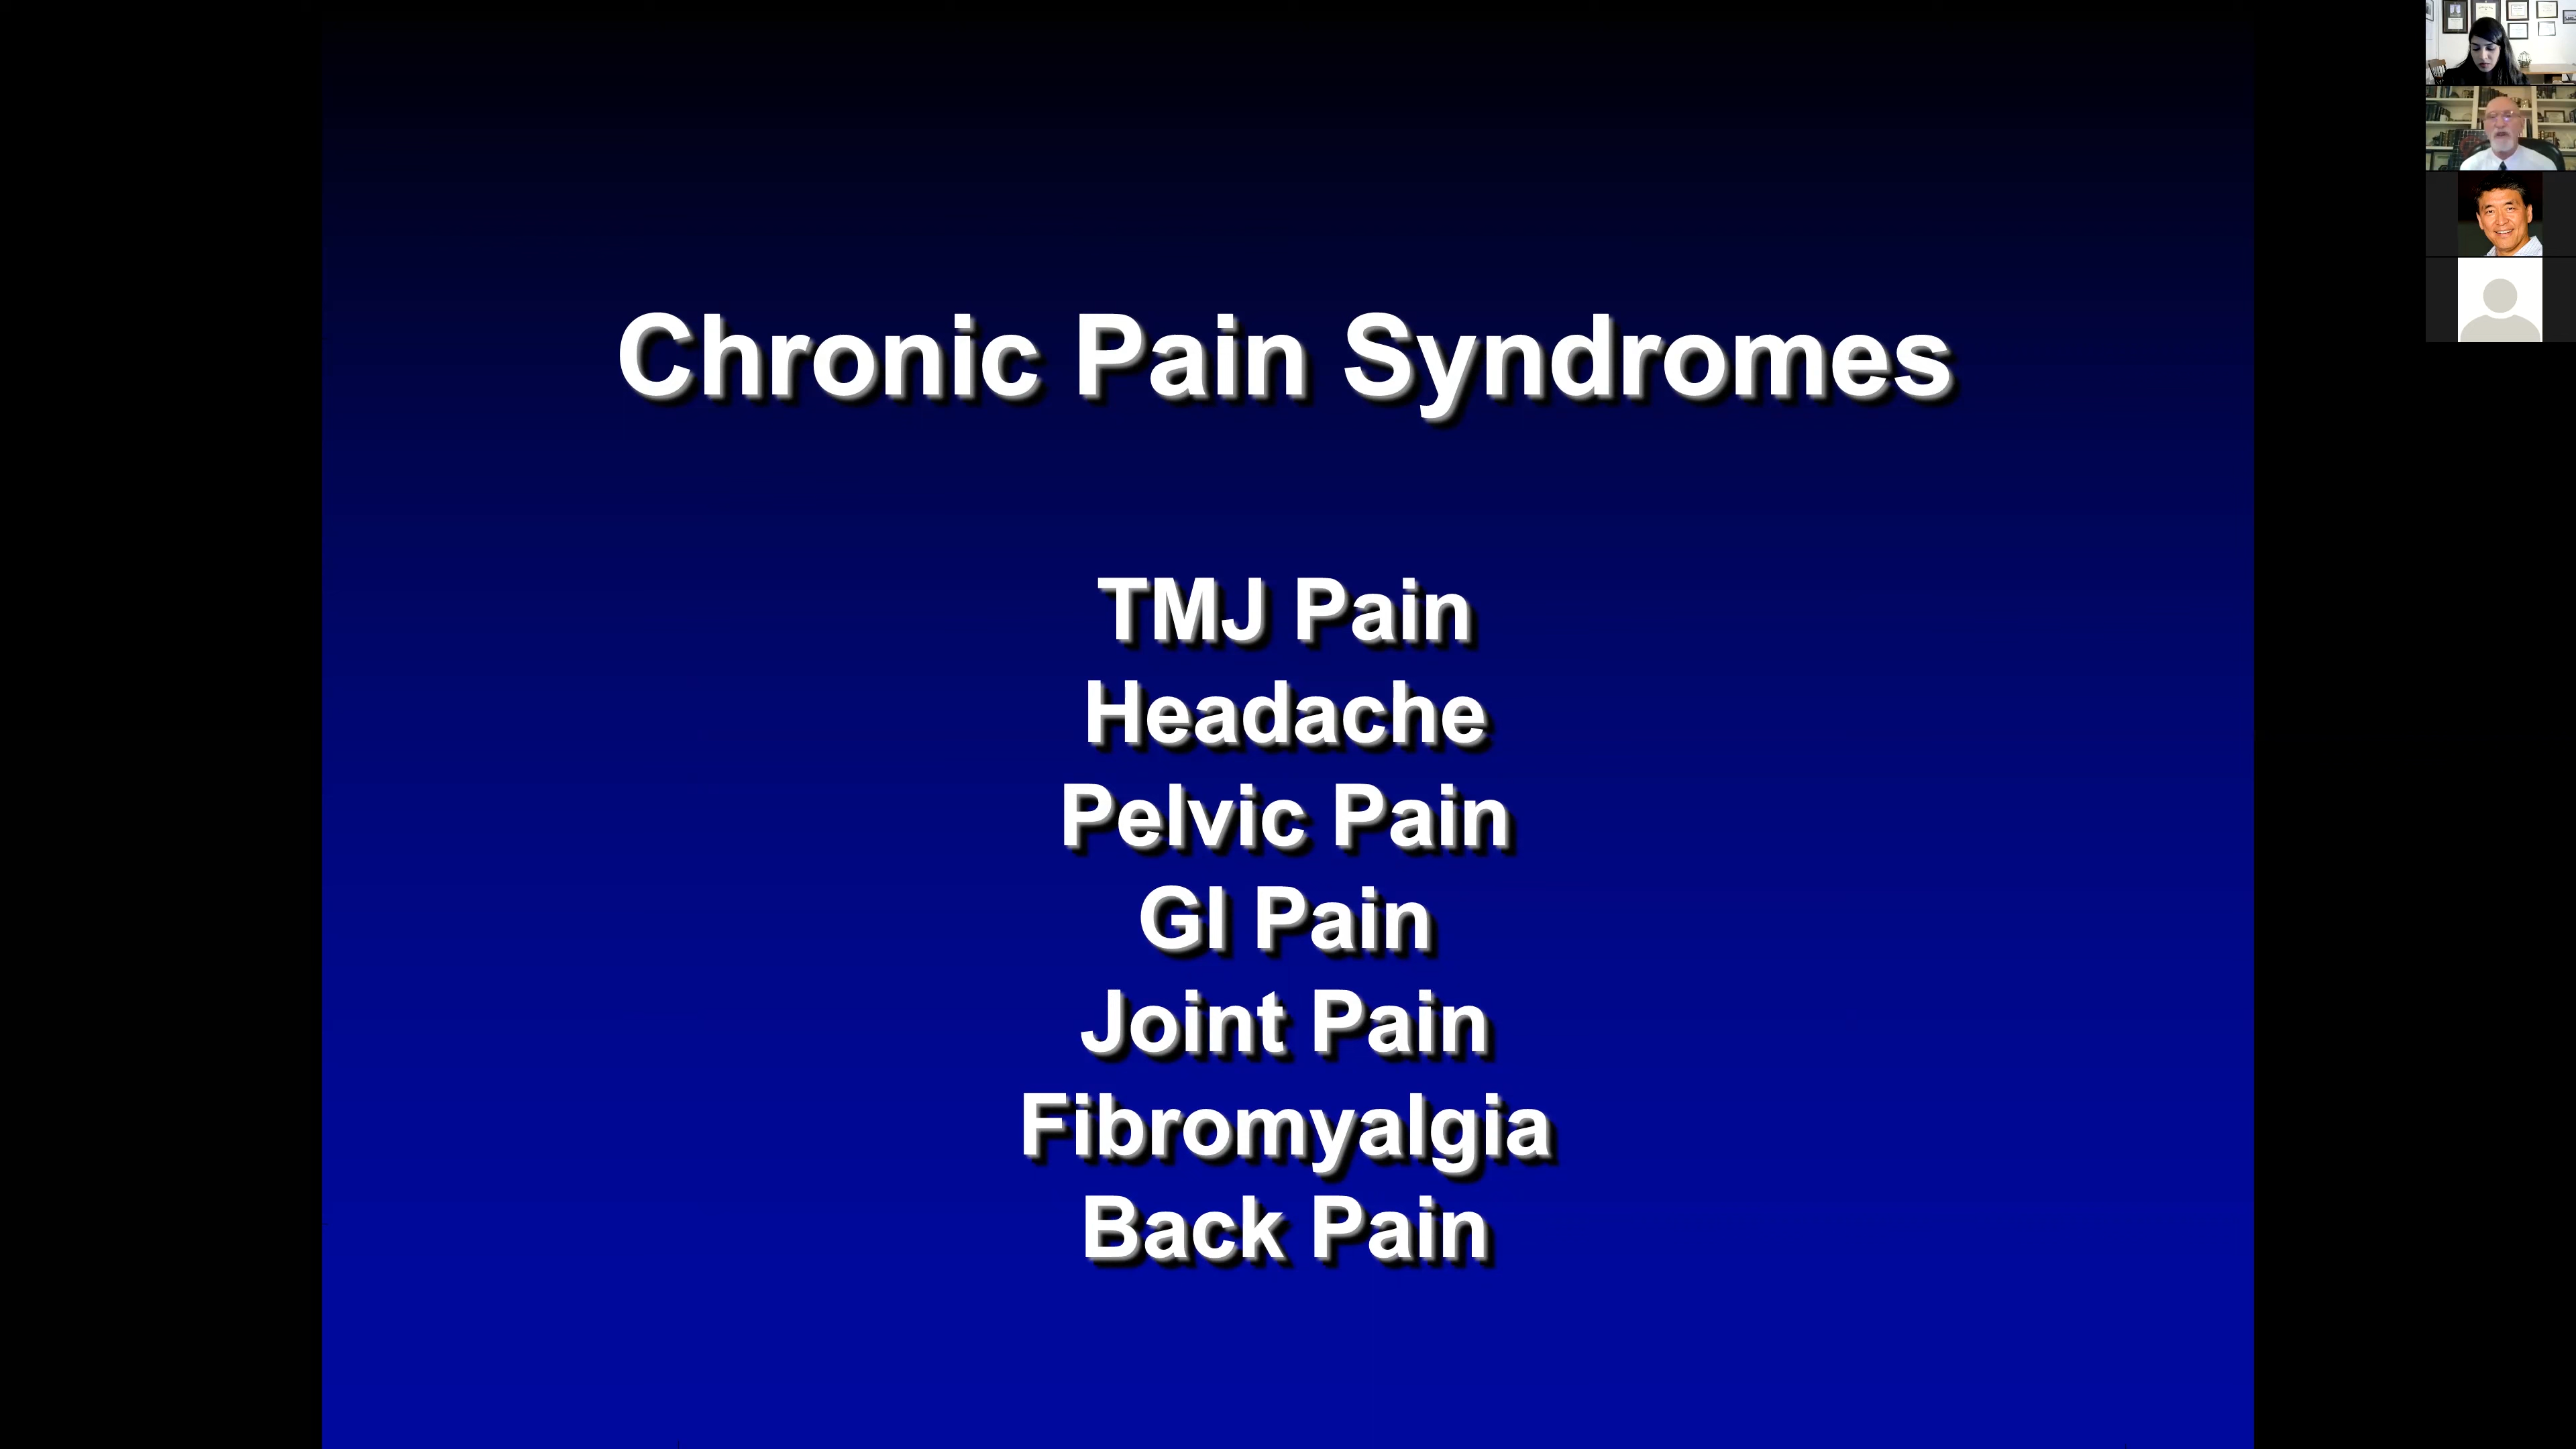 Chronic Pain Syndromes
TMJ Pain
Headache
Pelvic Pain
GI Pain
Joint Pain
Fibromyalgia
Back Pain